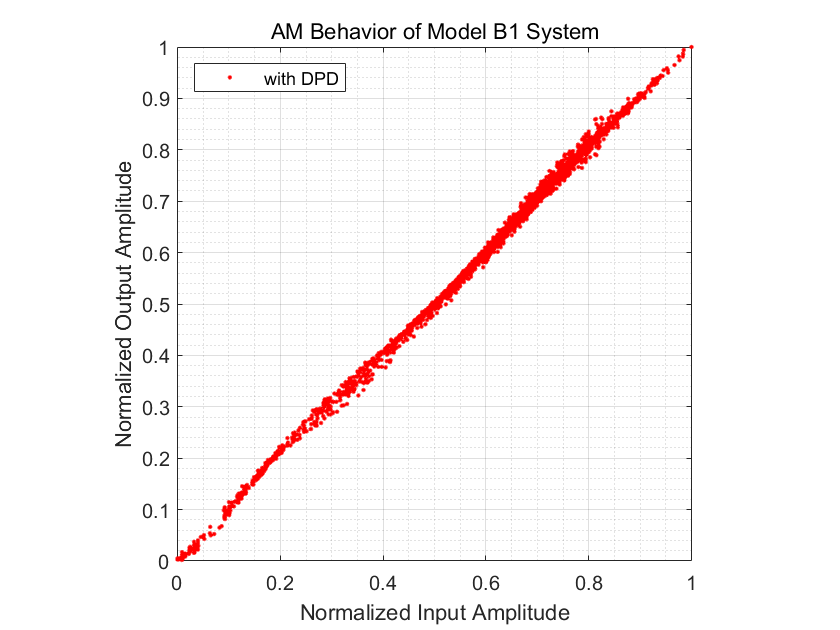 AM Behavior of Model B1 System
with DPD
Normalized Output Amplitude
1
0.9
0.8
0.7
0.6
0.5
0.4
0.3
0.2
0.1
0
0 0.2 0.4 0.6 0.8 1
Normalized Input Amplitude